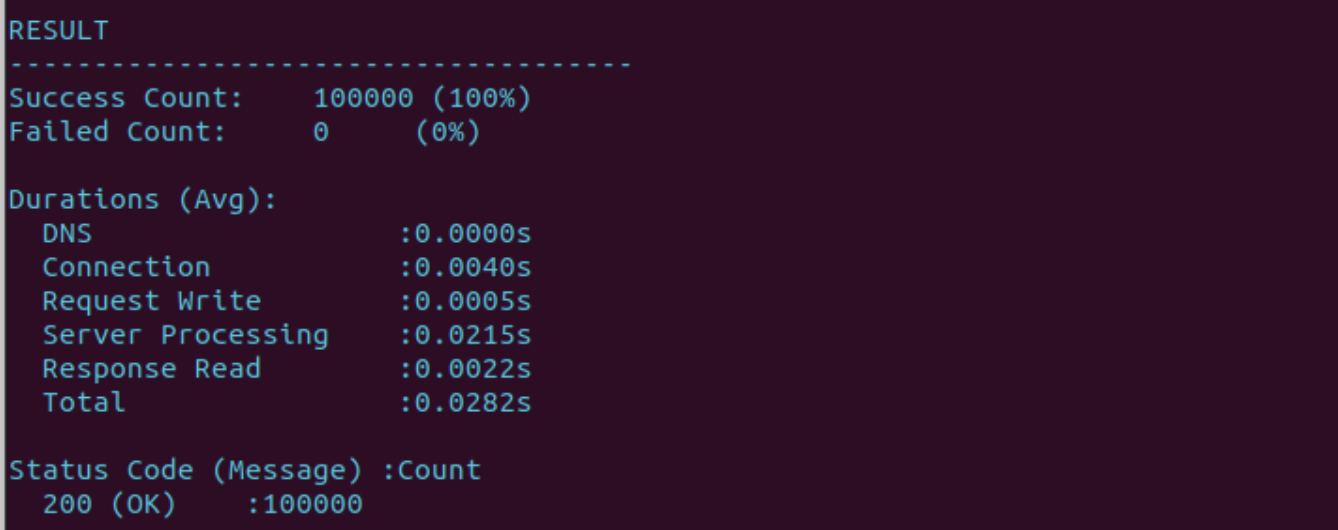 RESULT
-------------------------------------
Success Count:    100000 (100%)
Failed Count:     0      (0%)

Durations (Avg):
  DNS                  :0.0000s
  Connection           :0.0040s
  Request Write        :0.0005s
  Server Processing    :0.0215s
  Response Read        :0.0022s
  Total                :0.0282s

Status Code (Message) :Count
  200 (OK)    :100000